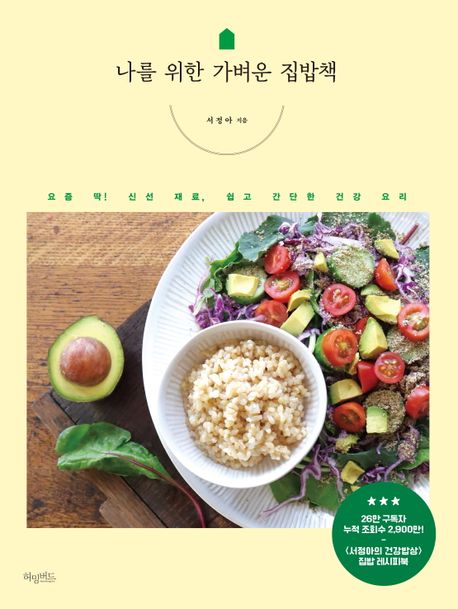 나를 위한 가벼운 집밥책
서정아 지음
요즘 딱! 신선 재료, 쉽고 간단한 건강 요리
26만 구독자
누적 조회수 2,900만!
–
〈서정아의 건강밥상〉
집밥 레시피북
허밍버드